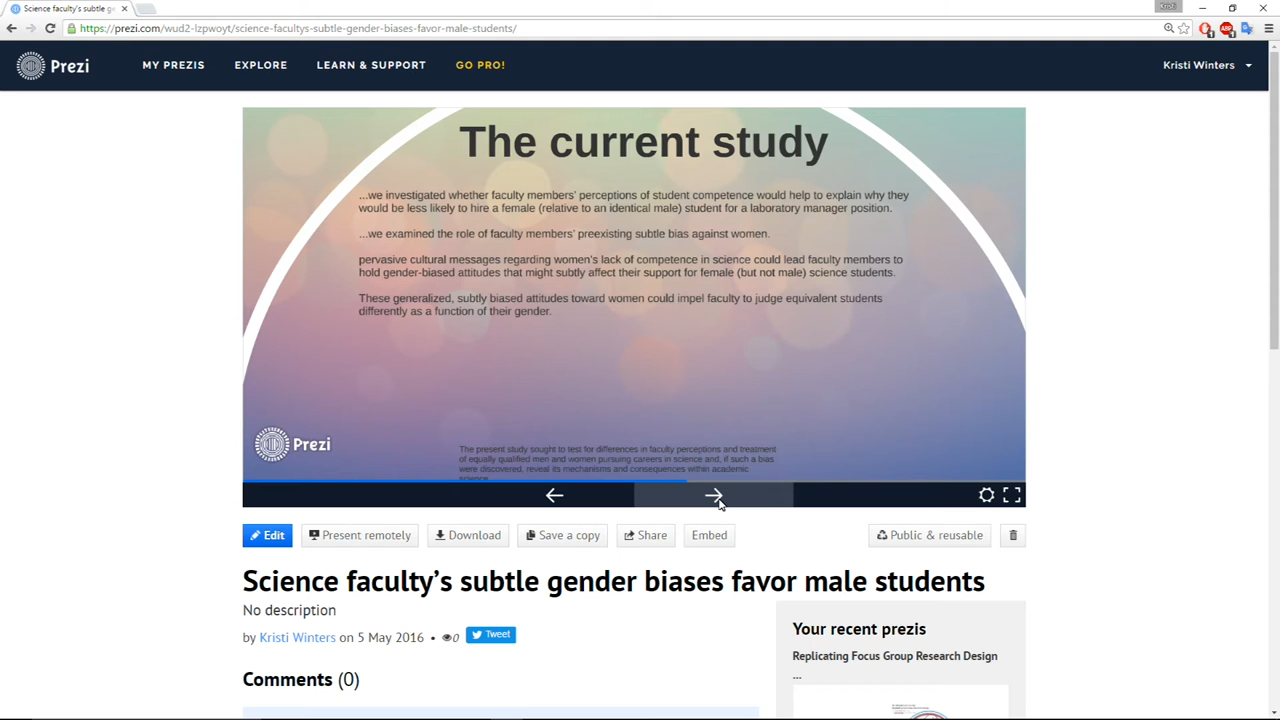 Science faculty's subtle ge
Kristi
https://prezi.com/wud2-lzpwoyt/science-facultys-subtle-gender-biases-favor-male-students/
Prezi
MY PREZIS
EXPLORE
LEARN & SUPPORT
GO PRO!
Kristi Winters
The current study
...we investigated whether faculty members' perceptions of student competence would help to explain why they
would be less likely to hire a female (relative to an identical male) student for a laboratory manager position.
...we examined the role of faculty members' preexisting subtle bias against women.
pervasive cultural messages regarding women's lack of competence in science could lead faculty members to
hold gender-biased attitudes that might subtly affect their support for female (but not male) science students.
These generalized, subtly biased attitudes toward women could impel faculty to judge equivalent students
differently as a function of their gender.
Prezi
The present study sought to test for differences in faculty perceptions and treatment
of equally qualified men and women pursuing careers in science and, if such a bias
were discovered, reveal its mechanisms and consequences within academic
science.
Edit
Present remotely
Download
Save a copy
Share
Embed
Public & reusable
Science faculty's subtle gender biases favor male students
No description
by Kristi Winters on 5 May 2016 • 0
Tweet
Your recent prezis
Replicating Focus Group Research Design
...
Comments (0)